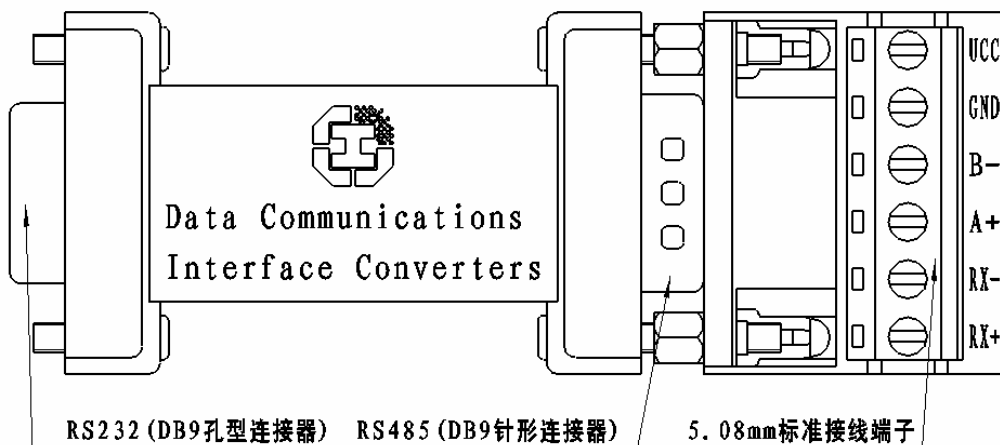 UCC
GND
B-
A+
RX-
RX+
Data Communications
Interface Converters
RS232(DB9孔型连接器) RS485(DB9针形连接器) 5.08mm标准接线端子